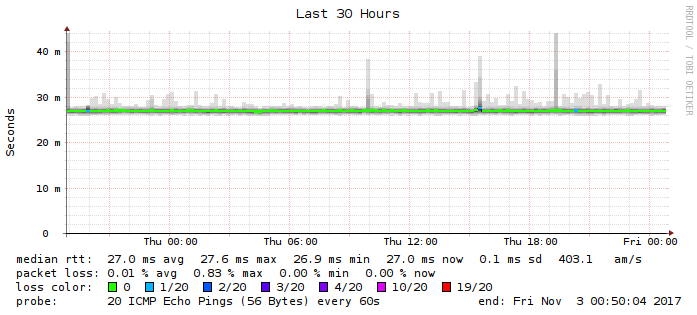 Last 30 Hours
RRDTOOL / TOBI OETIKER
Seconds
40 m
30 m
20 m
10 m
0
Thu 00:00 Thu 06:00 Thu 12:00 Thu 18:00 Fri 00:00
median rtt: 27.0 ms avg 27.6 ms max 26.9 ms min 27.0 ms now 0.1 ms sd 403.1 am/s
packet loss: 0.01 % avg 0.83 % max 0.00 % min 0.00 % now
loss color: 0 1/20 2/20 3/20 4/20 10/20 19/20
probe: 20 ICMP Echo Pings (56 Bytes) every 60s end: Fri Nov 3 00:50:04 2017